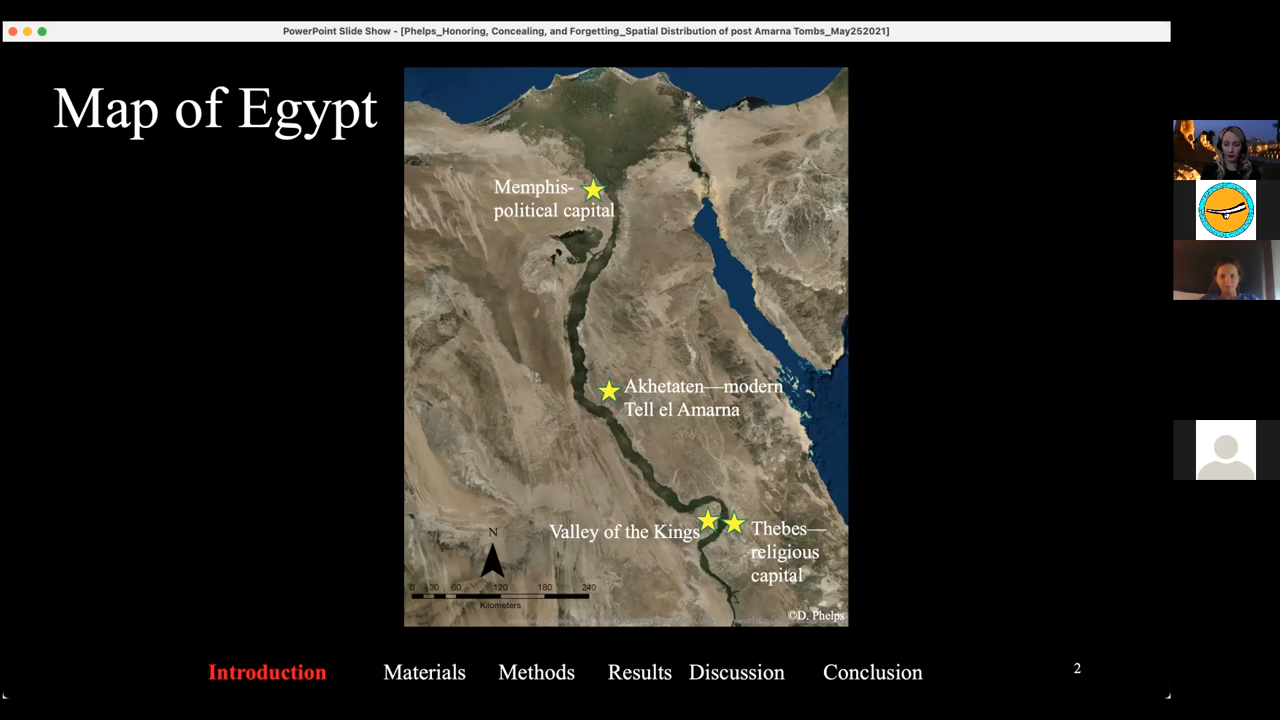 PowerPoint Slide Show - [Phelps_Honoring, Concealing, and Forgetting_Spatial Distribution of post Amarna Tombs_May252021]
Map of Egypt
Memphis-
political capital
Akhetaten—modern
Tell el Amarna
Valley of the Kings
Thebes—
religious
capital
N
0 30 60 120 180 240
Kilometers
©D. Phelps
Introduction Materials Methods Results Discussion Conclusion 2